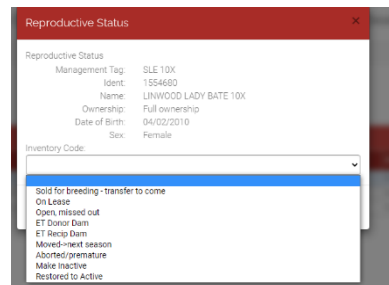 Reproductive Status ×
Reproductive Status
Management Tag: SLE 10X
Ident: 1554680
Name: LINWOOD LADY BATE 10X
Ownership: Full ownership
Date of Birth: 04/02/2010
Sex: Female
Inventory Code:
Sold for breeding - transfer to come
On Lease
Open, missed out
ET Donor Dam
ET Recip Dam
Moved->next season
Aborted/premature
Make Inactive
Restored to Active